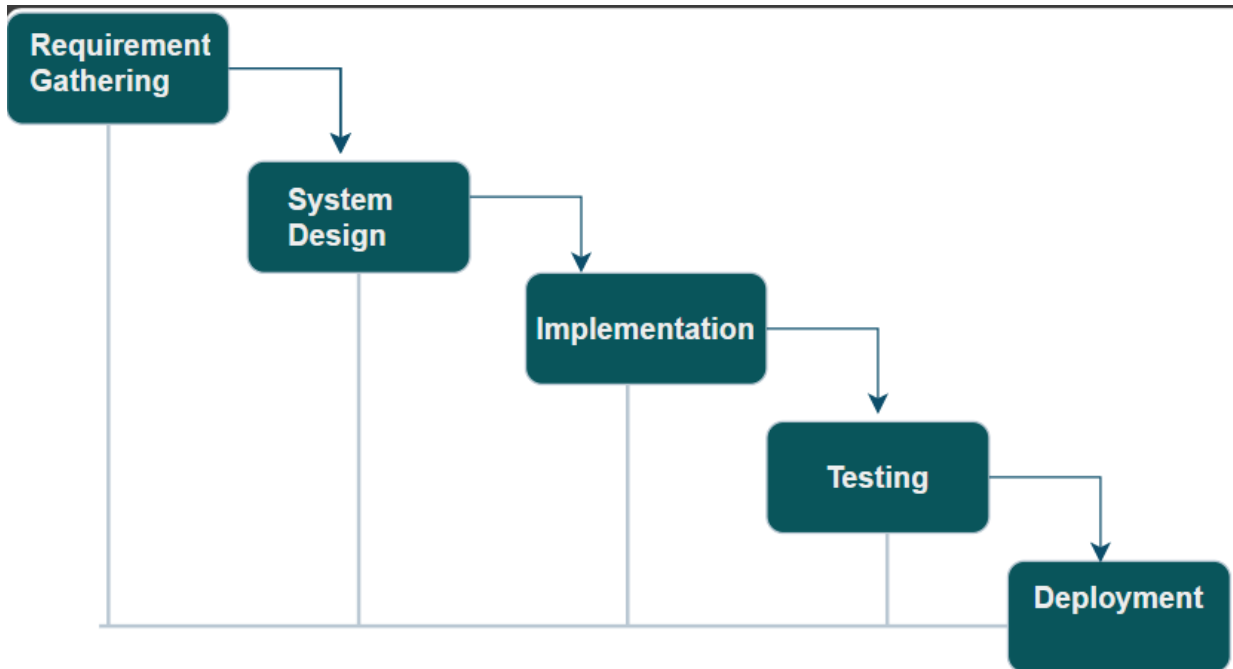 Requirement
Gathering
System
Design
Implementation
Testing
Deployment